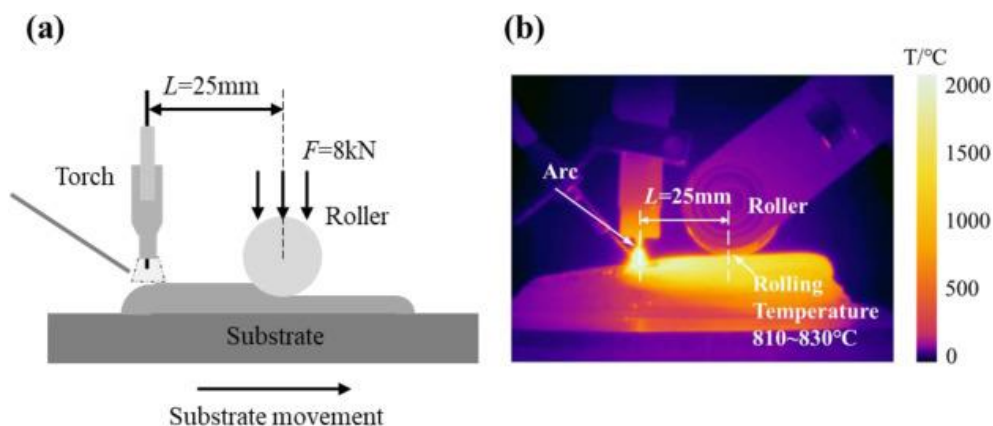 (a)
L=25mm
F=8kN
Torch
Roller
Substrate
Substrate movement
(b)
T/°C
2000
1500
1000
500
0
Arc
L=25mm
Roller
Rolling
Temperature
810~830°C